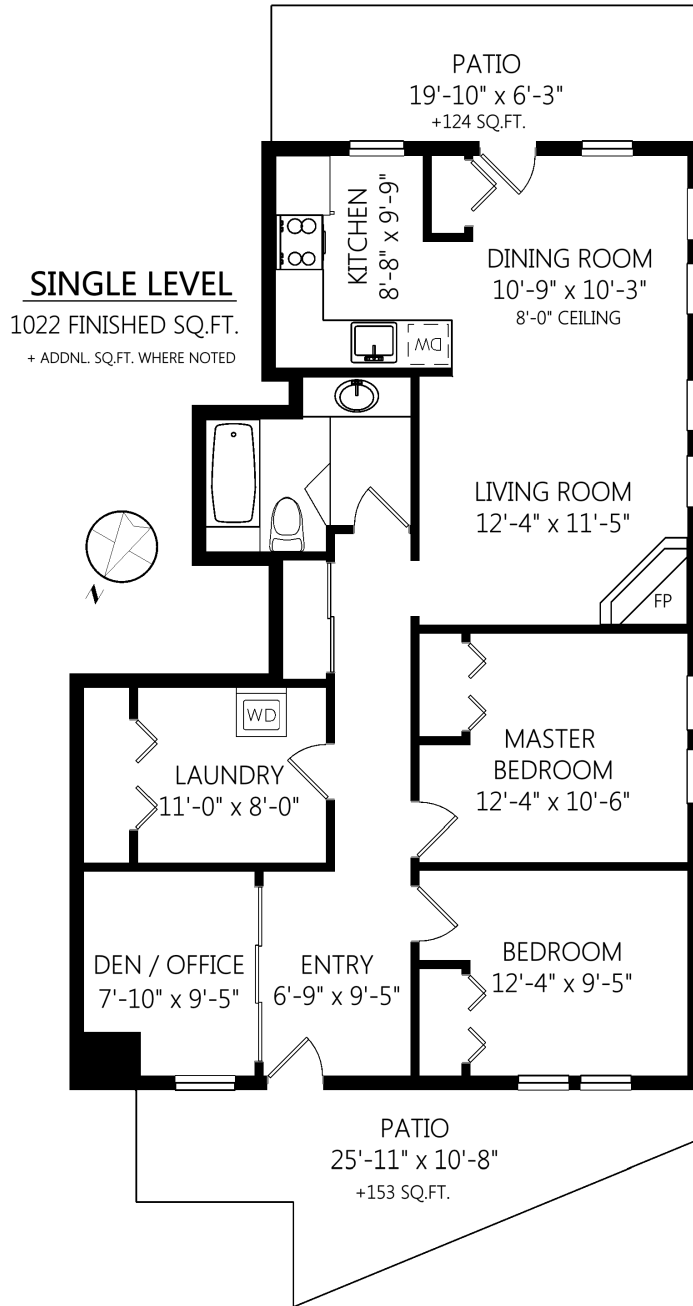 PATIO
19'-10" x 6'-3"
+124 SQ.FT.
KITCHEN
8'-8" x 9'-9"
DINING ROOM
10'-9" x 10'-3"
8'-0" CEILING
SINGLE LEVEL
1022 FINISHED SQ.FT.
+ ADDNL. SQ.FT. WHERE NOTED
DW
LIVING ROOM
12'-4" x 11'-5"
N
FP
WD
LAUNDRY
11'-0" x 8'-0"
MASTER
BEDROOM
12'-4" x 10'-6"
DEN / OFFICE
7'-10" x 9'-5"
ENTRY
6'-9" x 9'-5"
BEDROOM
12'-4" x 9'-5"
PATIO
25'-11" x 10'-8"
+153 SQ.FT.